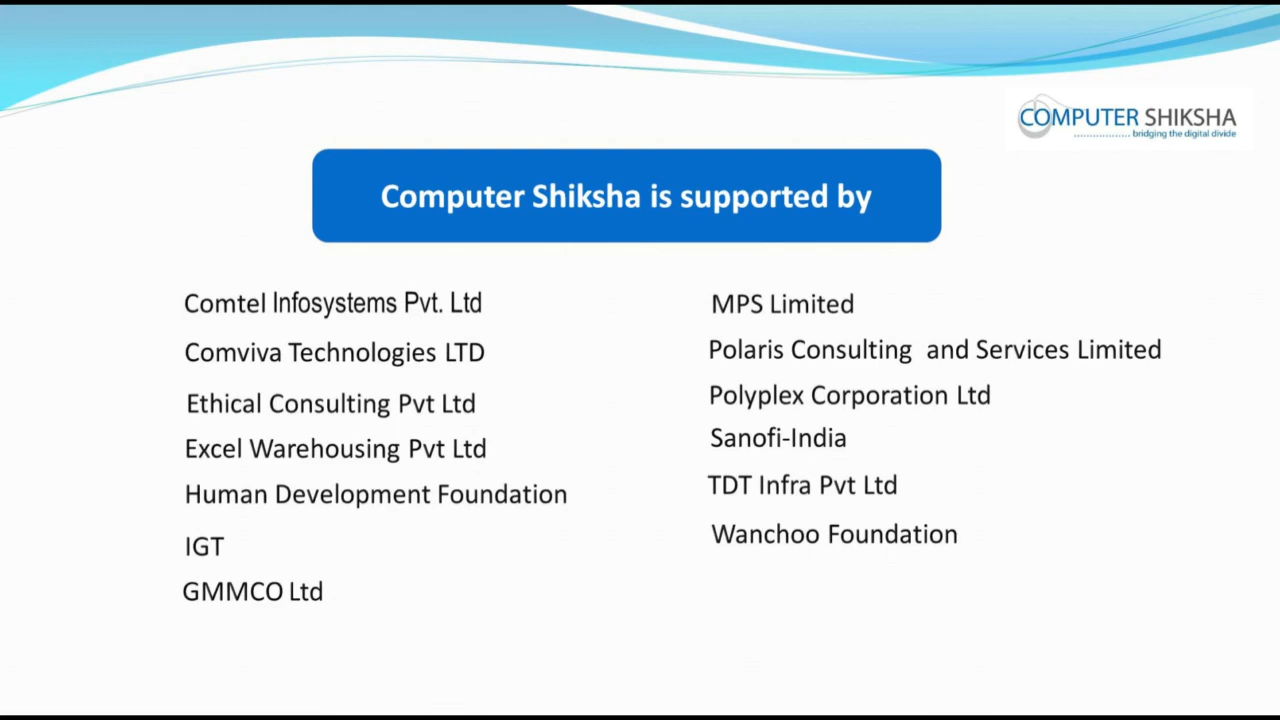 COMPUTER SHIKSHA
bridging the digital divide
Computer Shiksha is supported by
Comtel Infosystems Pvt. Ltd
Comviva Technologies LTD
Ethical Consulting Pvt Ltd
Excel Warehousing Pvt Ltd
Human Development Foundation
IGT
GMMCO Ltd
MPS Limited
Polaris Consulting and Services Limited
Polyplex Corporation Ltd
Sanofi-India
TDT Infra Pvt Ltd
Wanchoo Foundation